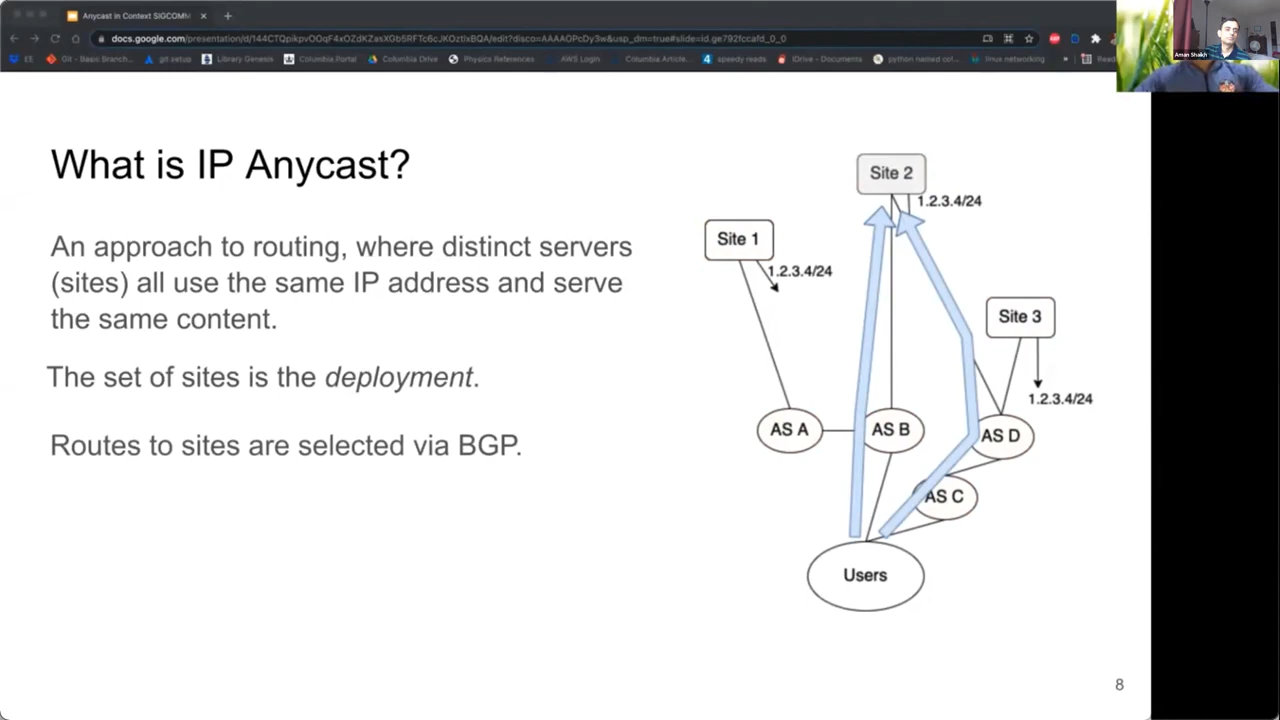 Anycast in Context SIGCOMM
docs.google.com/presentation/d/144CTQpikpvOOqF4xOZdKZasXGb5RFTc6cJKOztIxBQA/edit?disco=AAAAOPcDy3w&usp_dm=true#slide=id.ge792fccafd_0_0
ES
Git - Basic Branch...
git setup
Library Genesis
Columbia Portal
Columbia Drive
Physics References
AWS Login
Columbia Article...
speedy reads
IDrive - Documents
python named col...
linux networking
»
Read
Aman Shaikh
What is IP Anycast?
An approach to routing, where distinct servers
(sites) all use the same IP address and serve
the same content.
The set of sites is the deployment.
Routes to sites are selected via BGP.
Site 2
1.2.3.4/24
Site 1
1.2.3.4/24
Site 3
1.2.3.4/24
AS A
AS B
AS D
AS C
Users
8